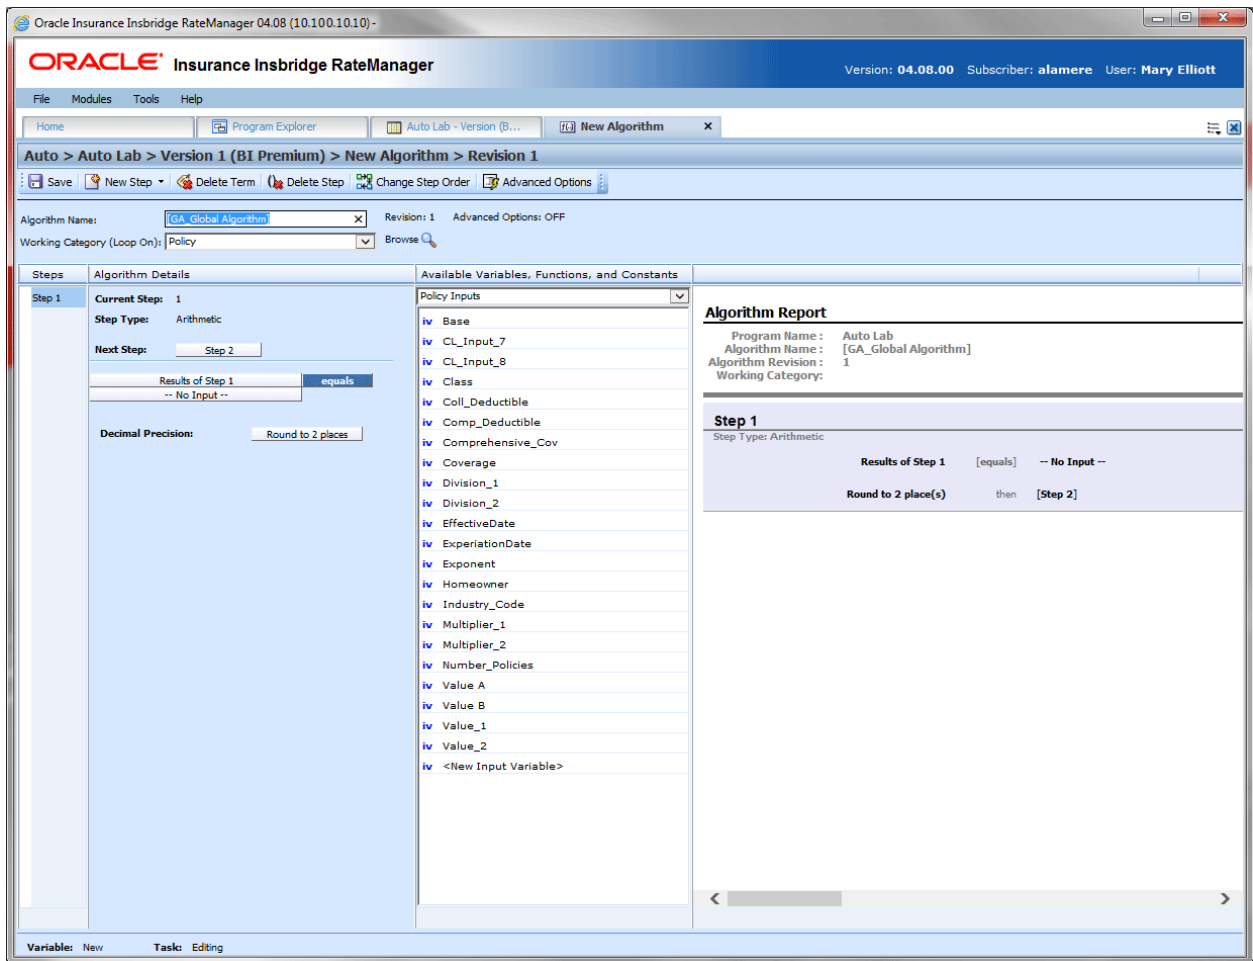 Oracle Insurance Insbridge RateManager 04.08 (10.100.10.10) -
ORACLE® Insurance Insbridge RateManager
Version: 04.08.00 Subscriber: alamere User: Mary Elliott
File Modules Tools Help
Home Program Explorer Auto Lab - Version (B... f(x) New Algorithm x
Auto > Auto Lab > Version 1 (BI Premium) > New Algorithm > Revision 1
Save New Step Delete Term Delete Step Change Step Order Advanced Options
Algorithm Name: [GA_Global Algorithm] x Revision: 1 Advanced Options: OFF
Working Category (Loop On): Policy Browse
Steps Algorithm Details Available Variables, Functions, and Constants
Step 1
Current Step: 1
Step Type: Arithmetic
Next Step: Step 2
Results of Step 1 equals
-- No Input --
Decimal Precision: Round to 2 places
Policy Inputs
iv Base
iv CL_Input_7
iv CL_Input_8
iv Class
iv Coll_Deductible
iv Comp_Deductible
iv Comprehensive_Cov
iv Coverage
iv Division_1
iv Division_2
iv EffectiveDate
iv ExperiationDate
iv Exponent
iv Homeowner
iv Industry_Code
iv Multiplier_1
iv Multiplier_2
iv Number_Policies
iv Value A
iv Value B
iv Value_1
iv Value_2
iv <New Input Variable>
Algorithm Report
Program Name : Auto Lab
Algorithm Name : [GA_Global Algorithm]
Algorithm Revision : 1
Working Category:
Step 1
Step Type: Arithmetic
Results of Step 1 [equals] -- No Input --
Round to 2 place(s) then [Step 2]
Variable: New Task: Editing